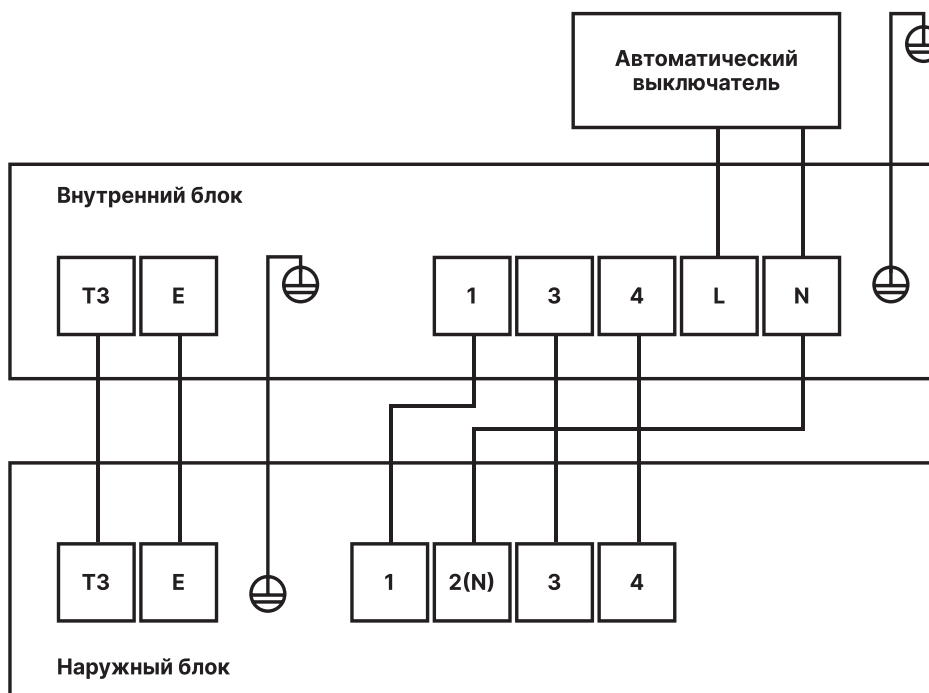 Автоматический
выключатель
Внутренний блок
T3 E 1 3 4 L N
T3 E 1 2(N) 3 4
Наружный блок